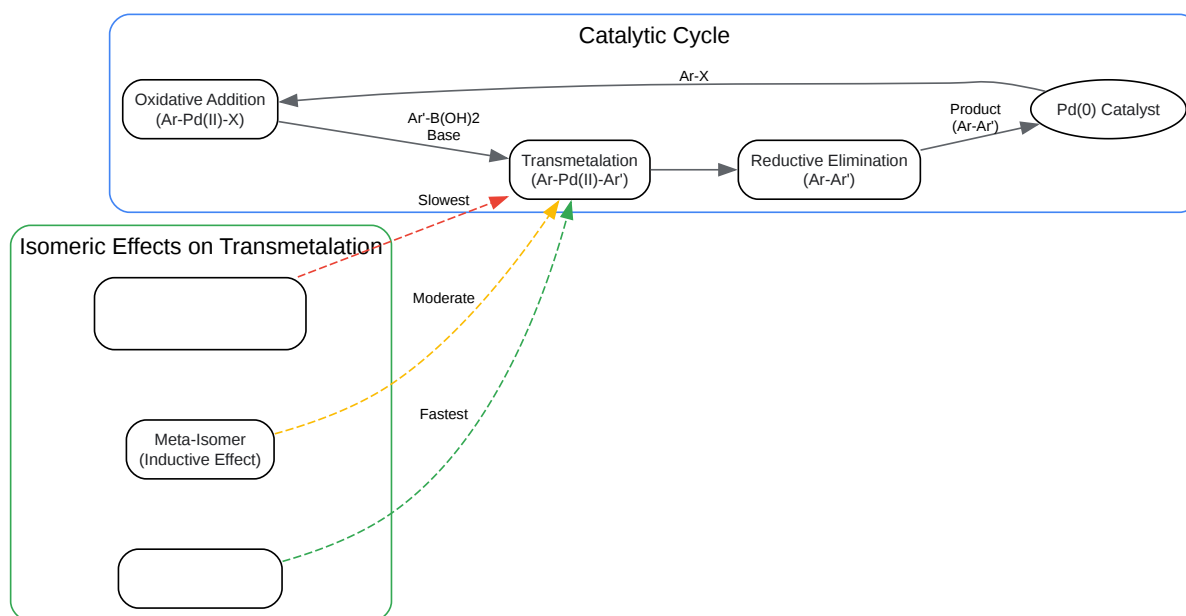 Catalytic Cycle
Ar-X
Oxidative Addition
(Ar-Pd(II)-X)
Ar'-B(OH)2
Base
Transmetalation
(Ar-Pd(II)-Ar')
Reductive Elimination
(Ar-Ar')
Product
(Ar-Ar')
Pd(0) Catalyst
Slowest
Isomeric Effects on Transmetalation
Moderate
Meta-Isomer
(Inductive Effect)
Fastest